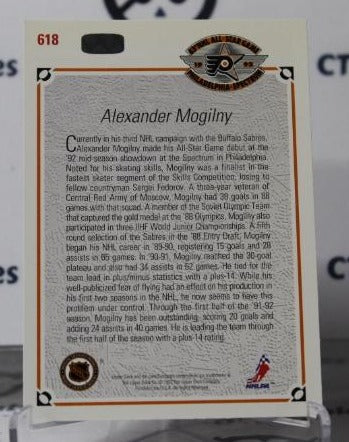 618
43RD NHL ALL-STAR GAME
19 92
PHILADELPHIA SPECTRUM
Alexander Mogilny
Currently in his third NHL campaign with the Buffalo Sabres,
Alexander Mogilny made his All-Star Game debut at the
'92 mid-season showdown at the Spectrum in Philadelphia.
Noted for his skating skills, Mogilny was a finalist in the
fastest skater segment of the Skills Competition, losing to
fellow countryman Sergei Fedorov. A three-year veteran of
Central Red Army of Moscow, Mogilny had 39 goals in 88
games with that squad. A member of the Soviet Olympic Team
that captured the gold medal at the '88 Olympics, Mogilny also
participated in three IIHF World Junior Championships. A fifth
round selection of the Sabres in the '88 Entry Draft, Mogilny
began his NHL career in '89-90, registering 15 goals and 28
assists in 65 games. In '90-91, Mogilny reached the 30-goal
plateau and also had 34 assists in 62 games. He tied for the
team lead in plus/minus statistics with a plus-14. While his
well-publicized fear of flying had an effect on his production in
his first two seasons in the NHL, he now seems to have this
problem under control. Through the first half of the '91-92
season, Mogilny has been outstanding, scoring 20 goals and
adding 24 assists in 40 games. He is leading the team through
the first half of the season with a plus-14 rating.
NHL
NHLPA